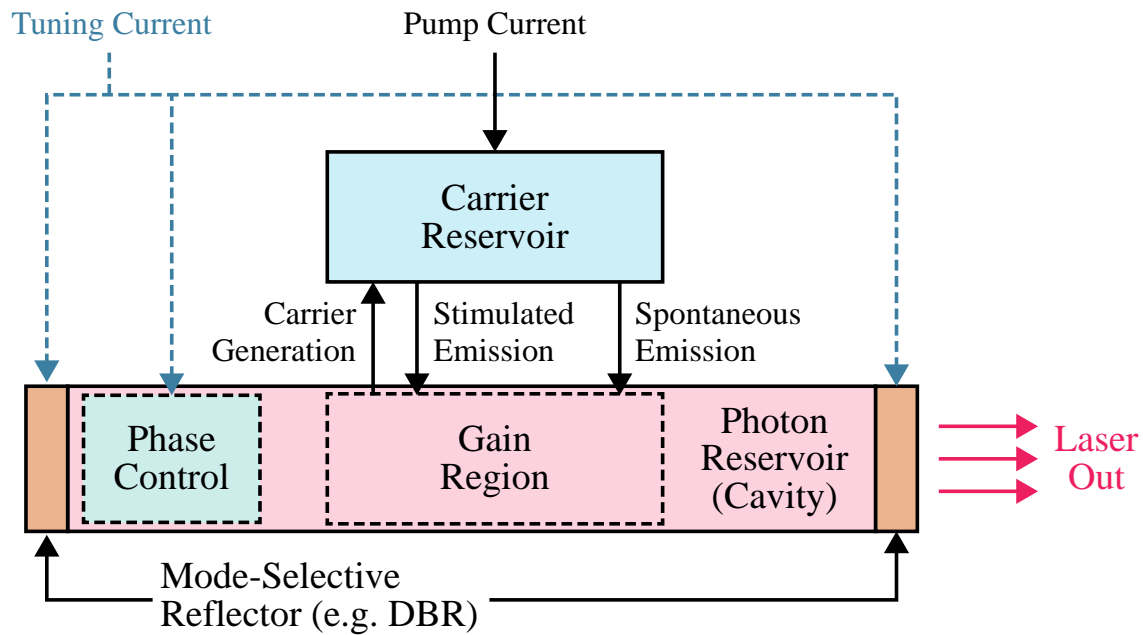 Tuning Current
Pump Current
Carrier
Reservoir
Carrier
Generation
Stimulated
Emission
Spontaneous
Emission
Phase
Control
Gain
Region
Photon
Reservoir
(Cavity)
Laser
Out
Mode-Selective
Reflector (e.g. DBR)